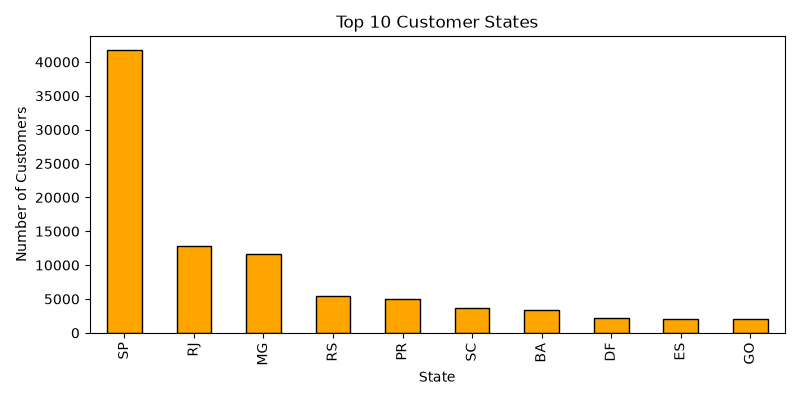 Top 10 Customer States
Number of Customers
40000
35000
30000
25000
20000
15000
10000
5000
0
SP
RJ
MG
RS
PR
SC
BA
DF
ES
GO
State